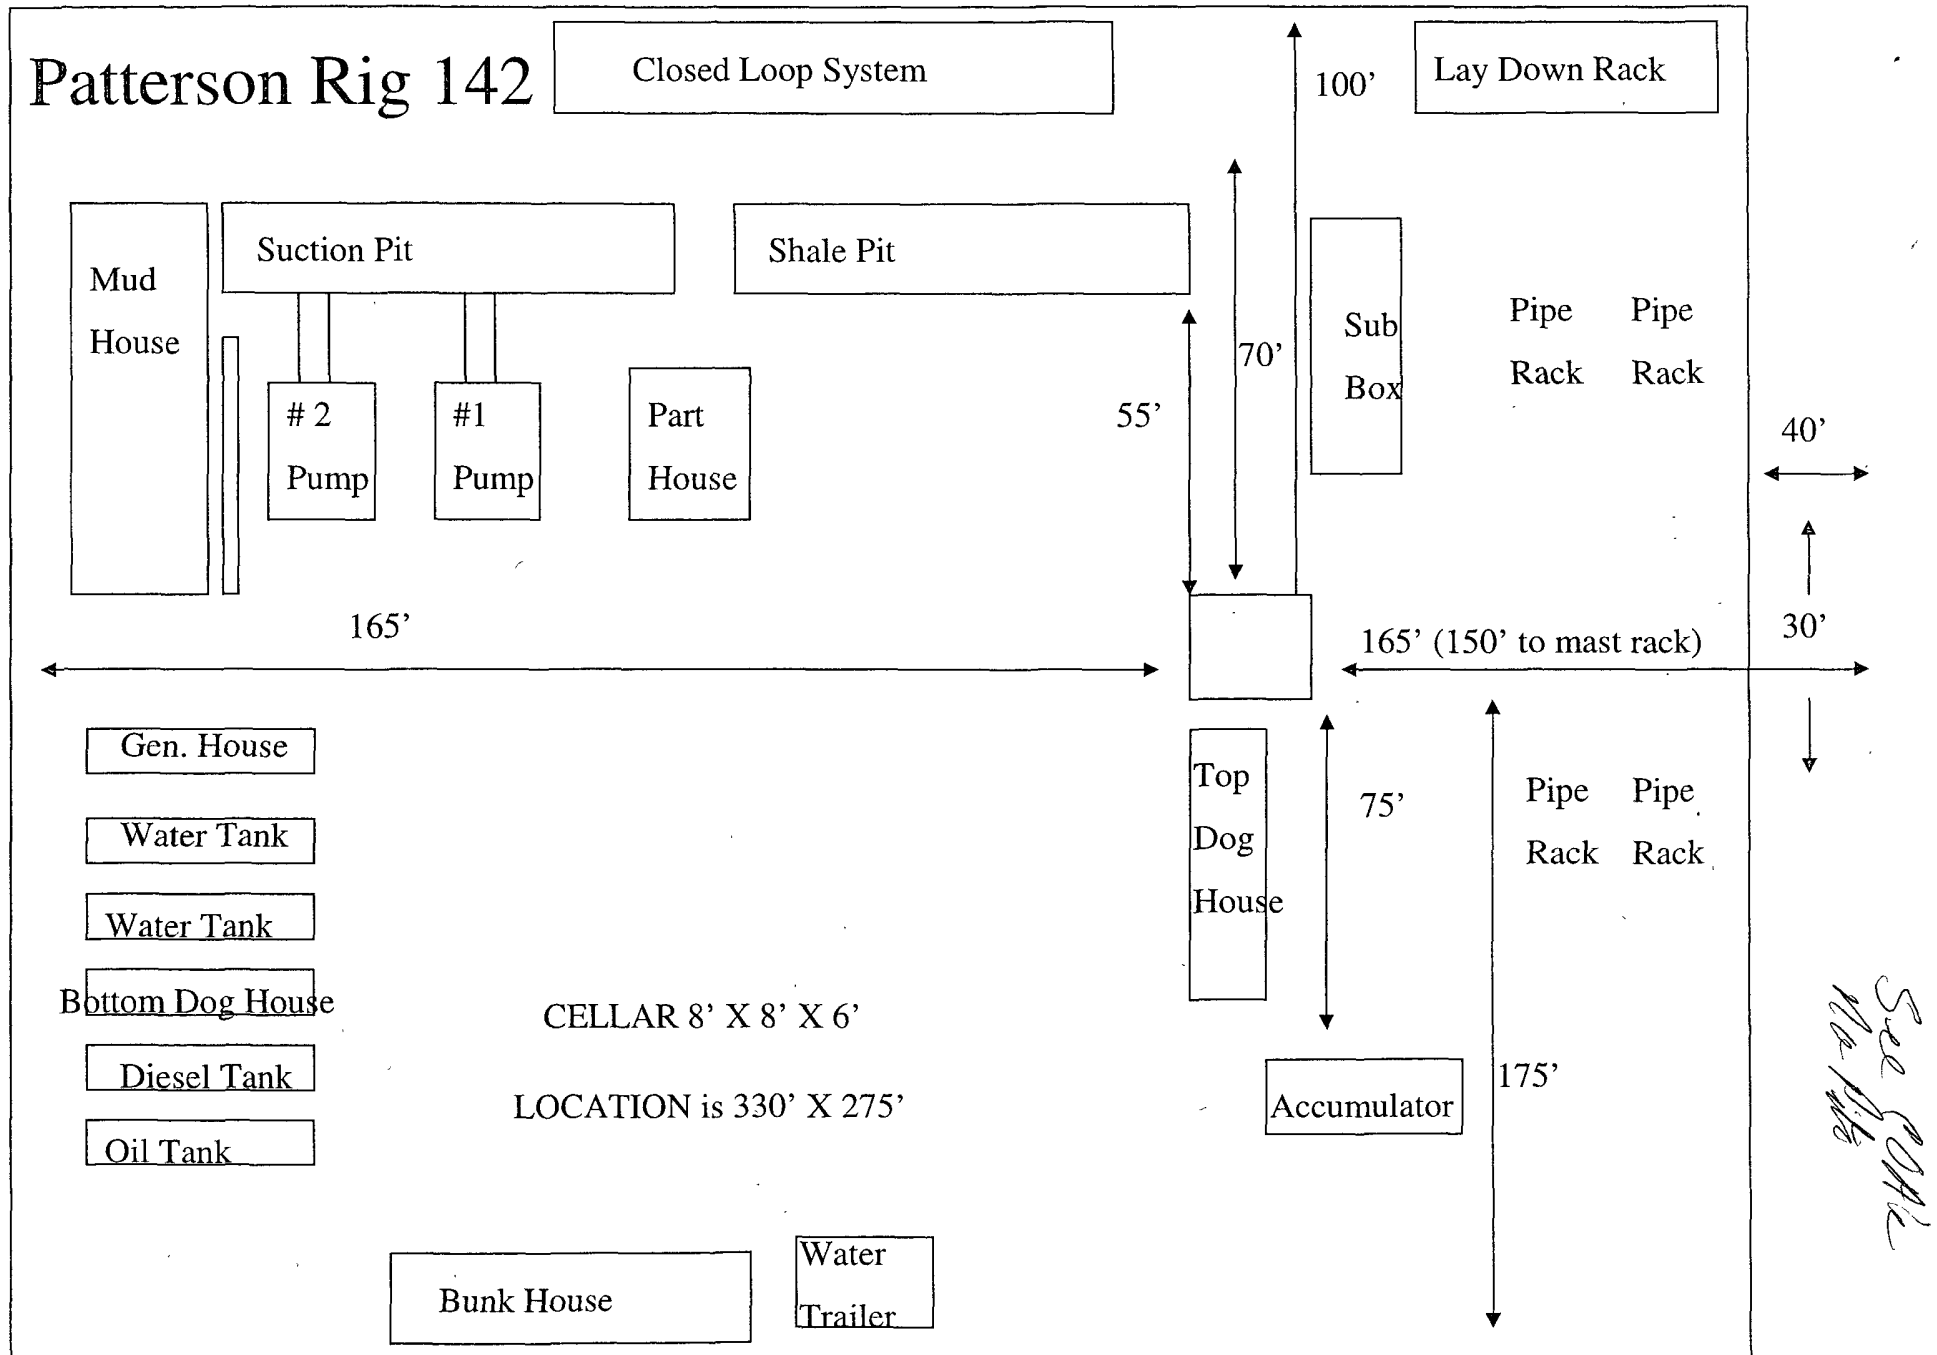 Patterson Rig 142
Closed Loop System
100’
Lay Down Rack
Mud
House
Suction Pit
Shale Pit
70’
55’
Sub
Box
Pipe Pipe
Rack Rack
# 2
Pump
#1
Pump
Part
House
40’
30’
165’
165’ (150’ to mast rack)
Gen. House
Water Tank
Water Tank
Bottom Dog House
Diesel Tank
Oil Tank
Top
Dog
House
75’
Pipe Pipe
Rack Rack
CELLAR 8’ X 8’ X 6’
LOCATION is 330’ X 275’
Accumulator
175’
Bunk House
Water
Trailer
See
No Pits